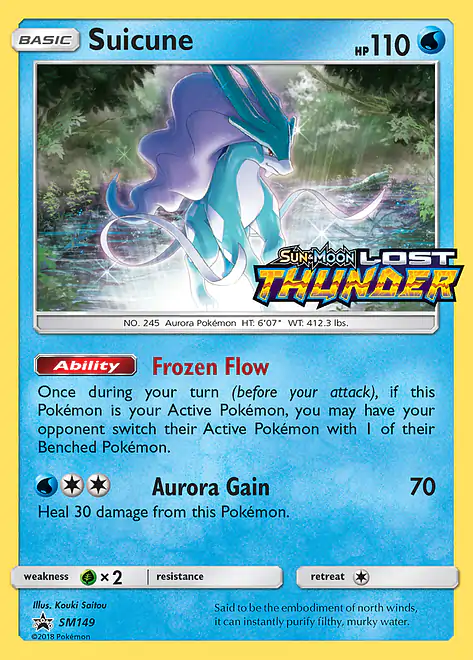 BASIC Suicune HP110
SUN & MOON LOST
THUNDER
NO. 245 Aurora Pokémon HT: 6'07" WT: 412.3 lbs.
Ability Frozen Flow
Once during your turn (before your attack), if this
Pokémon is your Active Pokémon, you may have your
opponent switch their Active Pokémon with 1 of their
Benched Pokémon.
Aurora Gain 70
Heal 30 damage from this Pokémon.
weakness ×2 resistance retreat
Illus. Kouki Saitou
SM149
©2018 Pokémon
Said to be the embodiment of north winds,
it can instantly purify filthy, murky water.